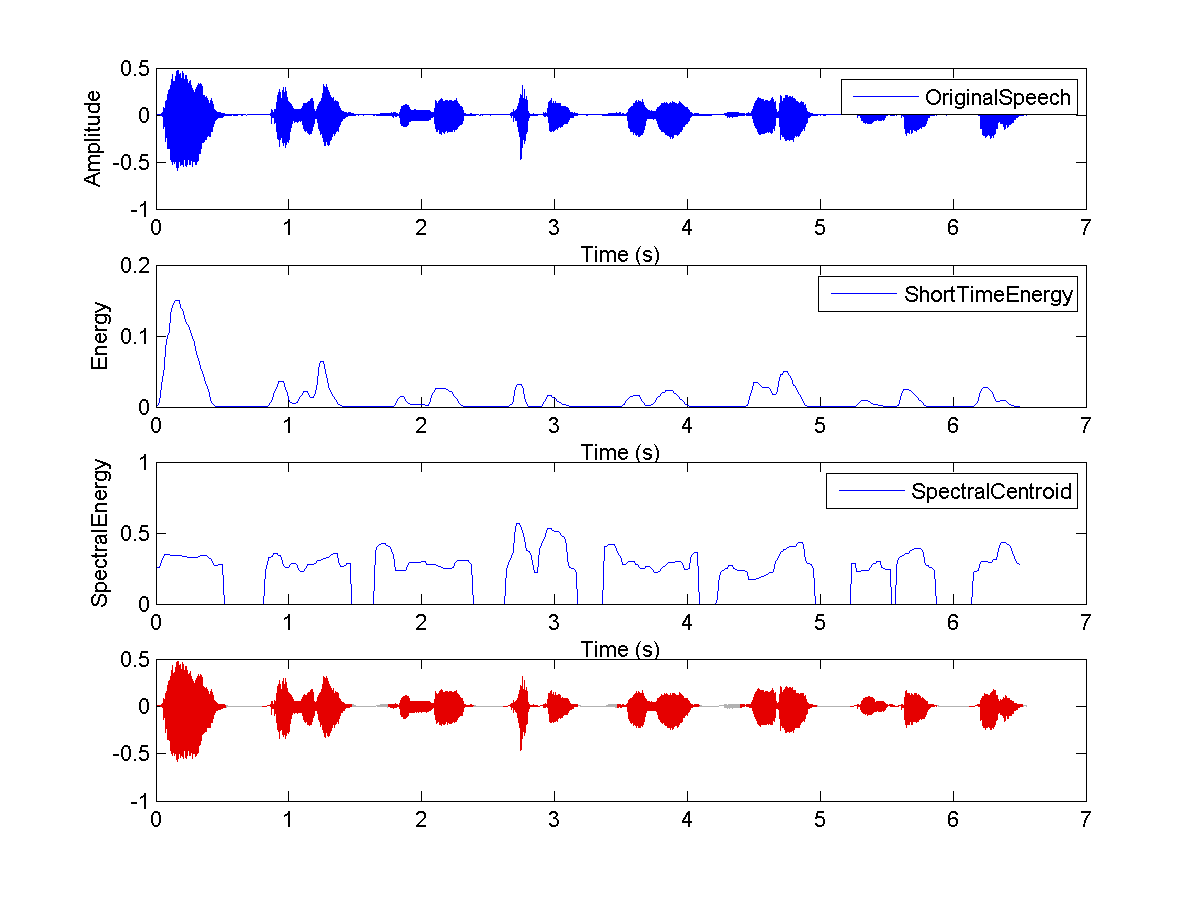 0.5
0
-0.5
-1
Amplitude
OriginalSpeech
0 1 2 3 4 5 6 7
Time (s)
0.2
0.1
0
Energy
ShortTimeEnergy
0 1 2 3 4 5 6 7
Time (s)
1
0.5
0
SpectralEnergy
SpectralCentroid
0 1 2 3 4 5 6 7
Time (s)
0.5
0
-0.5
-1
0 1 2 3 4 5 6 7